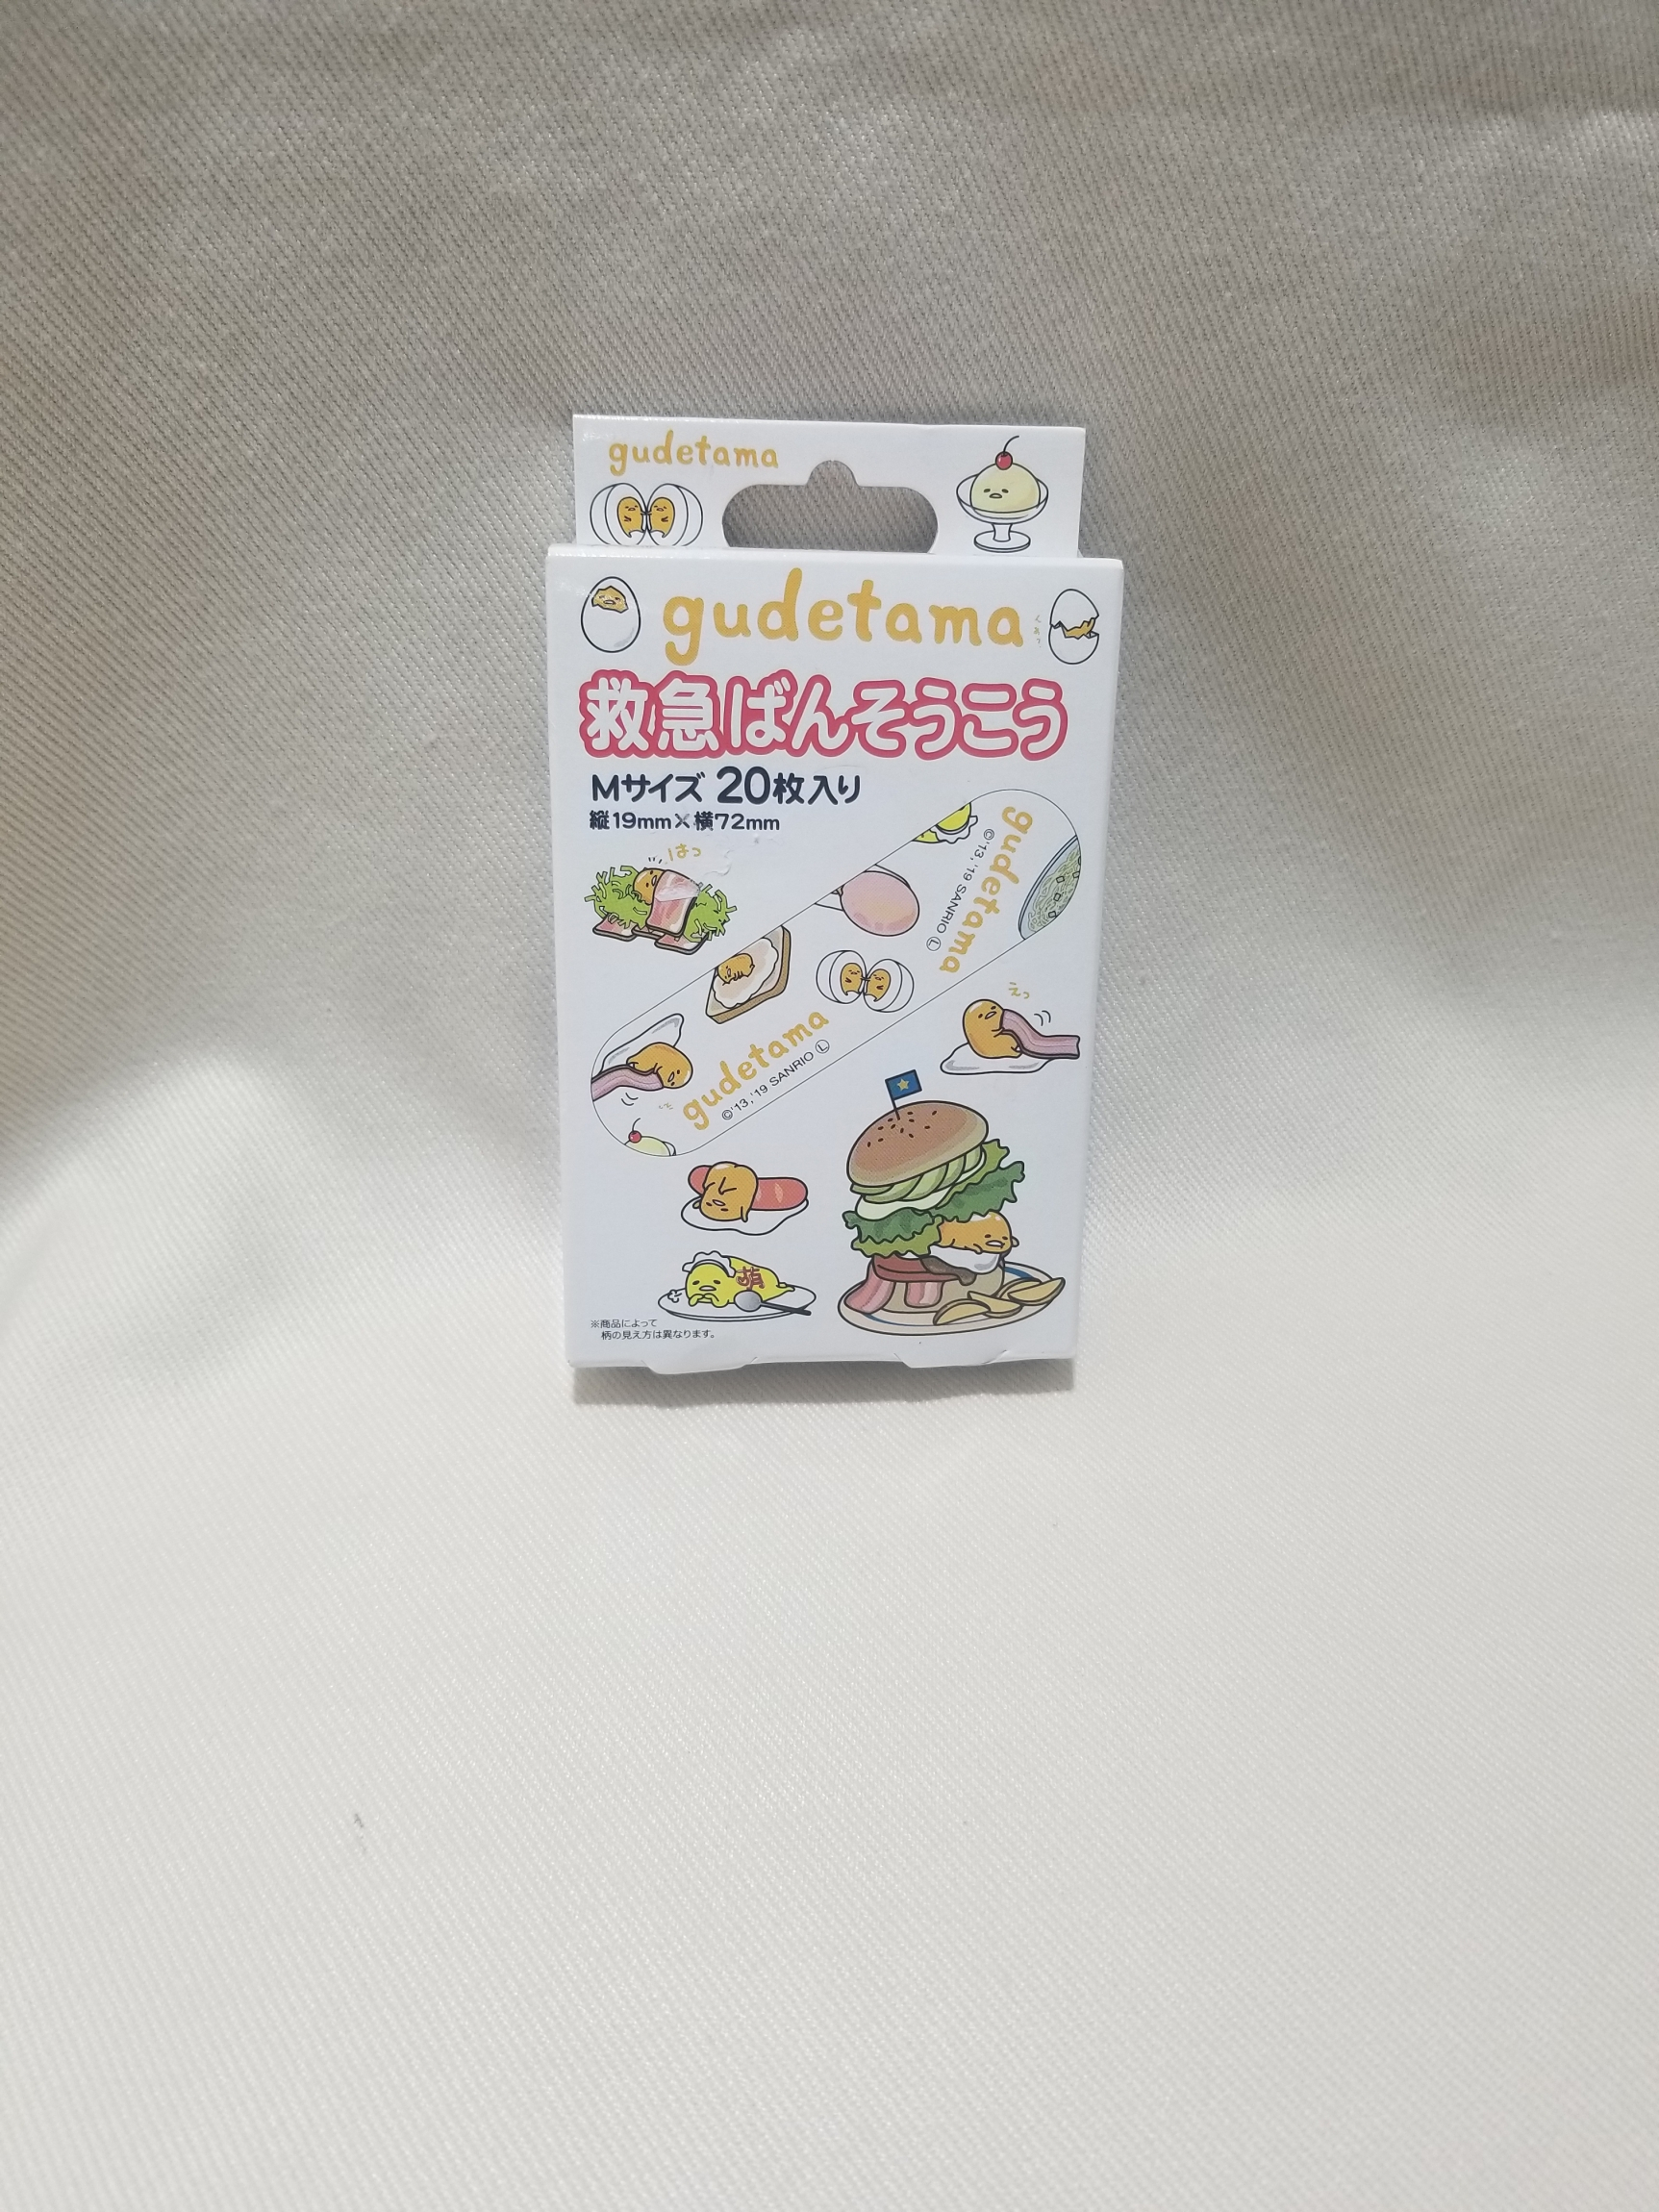 gudetama
gudetama
救急ばんそうこう
Mサイズ 20枚入り
縦19mm×横72mm
はっ
gudetama
©'13,'19 SANRIO Ⓛ
えっ
gudetama
©'13,'19 SANRIO Ⓛ
萌
※商品によって
柄の見え方は異なります。